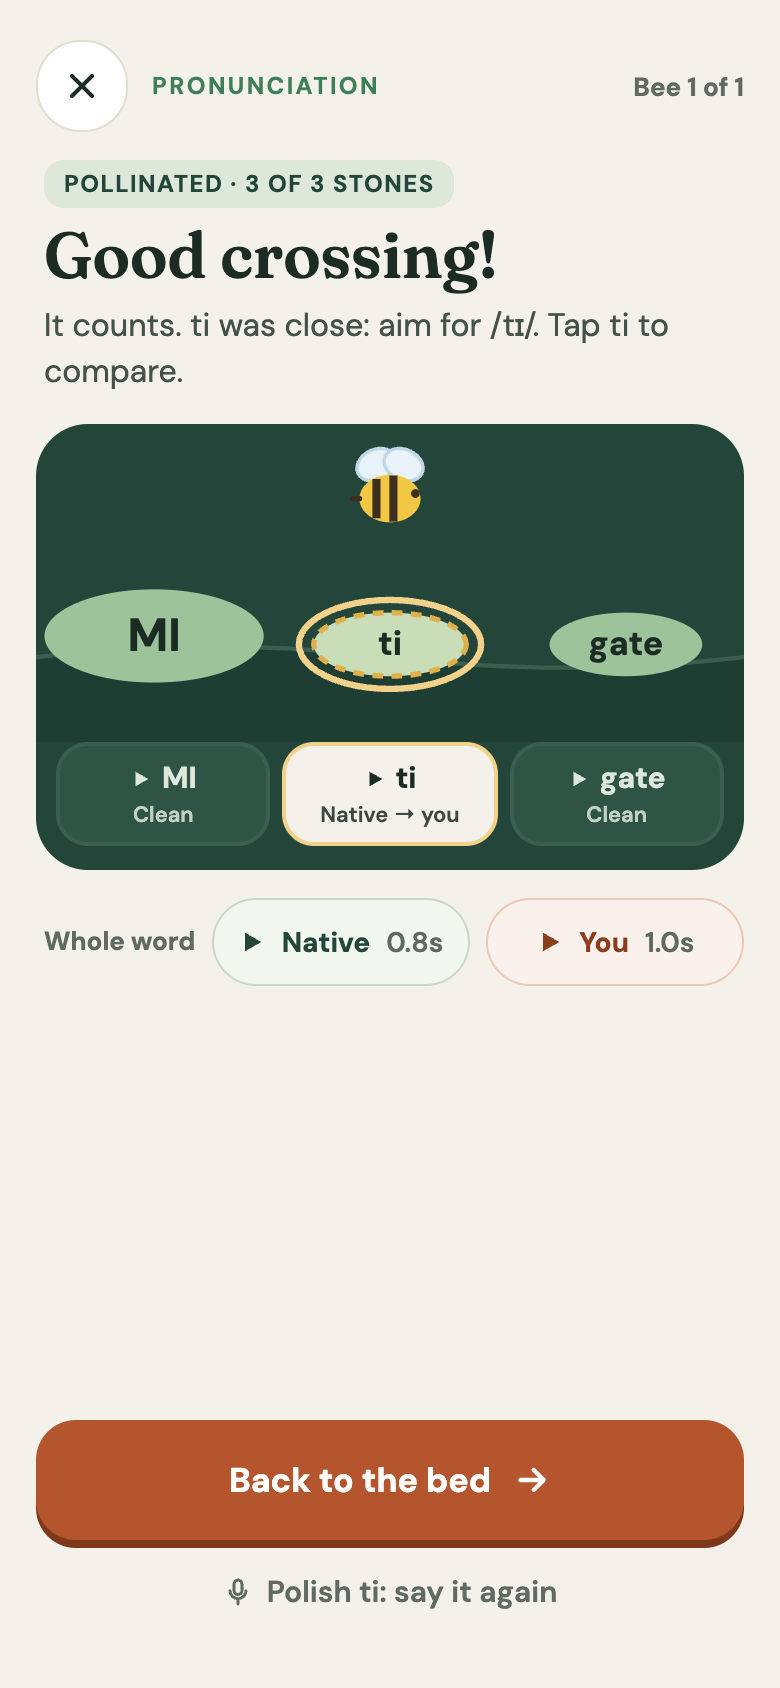 PRONUNCIATION
Bee 1 of 1
POLLINATED · 3 OF 3 STONES
Good crossing!
It counts. ti was close: aim for /tɪ/. Tap ti to
compare.
MI
ti
gate
MI
Clean
ti
Native → you
gate
Clean
Whole word
Native 0.8s
You 1.0s
Back to the bed →
Polish ti: say it again